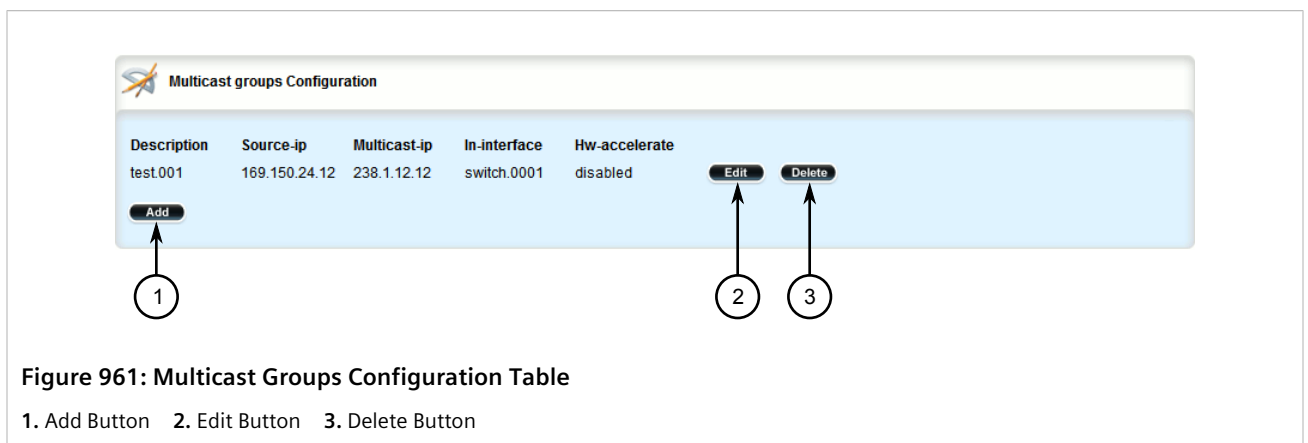 Multicast groups Configuration
Description Source-ip Multicast-ip In-interface Hw-accelerate
test.001 169.150.24.12 238.1.12.12 switch.0001 disabled Edit Delete
Add
1 2 3
Figure 961: Multicast Groups Configuration Table
1. Add Button 2. Edit Button 3. Delete Button